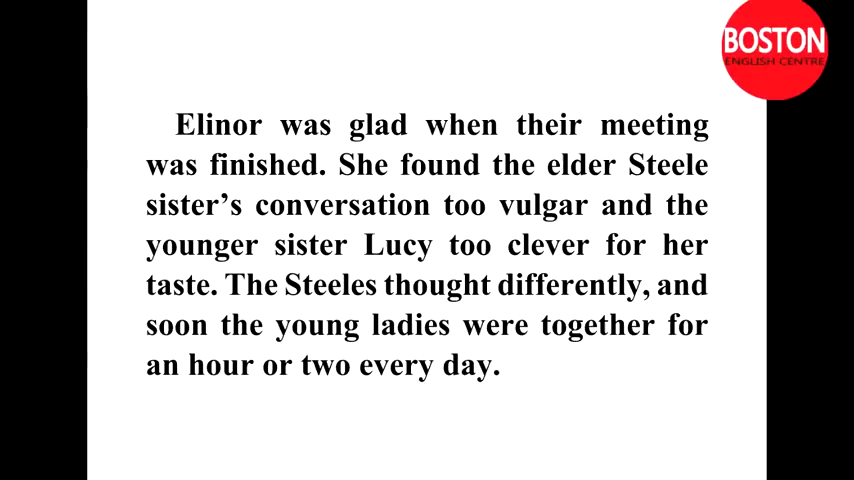 BOSTON
ENGLISH CENTRE
Elinor was glad when their meeting
was finished. She found the elder Steele
sister’s conversation too vulgar and the
younger sister Lucy too clever for her
taste. The Steeles thought differently, and
soon the young ladies were together for
an hour or two every day.